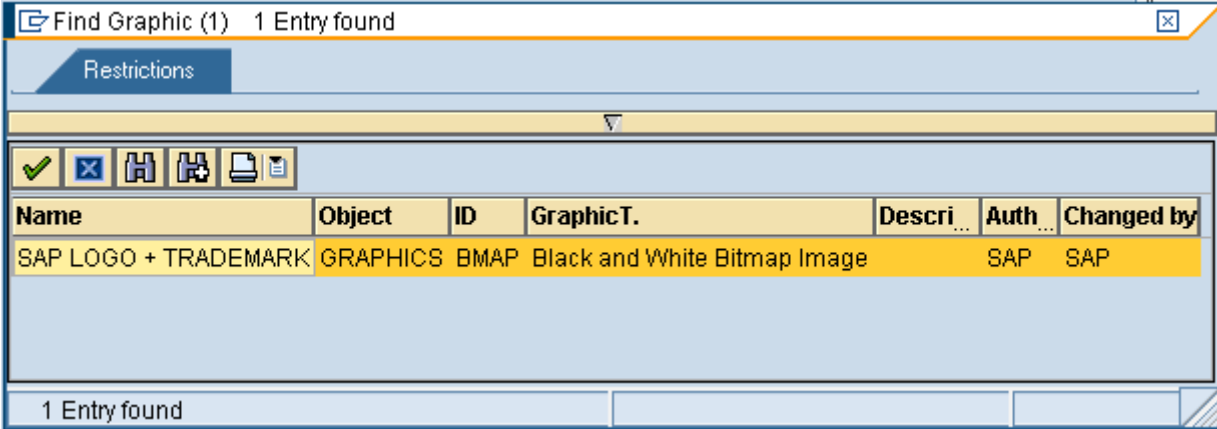 Find Graphic (1) 1 Entry found
Restrictions
Name Object ID GraphicT. Descri... Auth... Changed by
SAP LOGO + TRADEMARK GRAPHICS BMAP Black and White Bitmap Image SAP SAP
1 Entry found